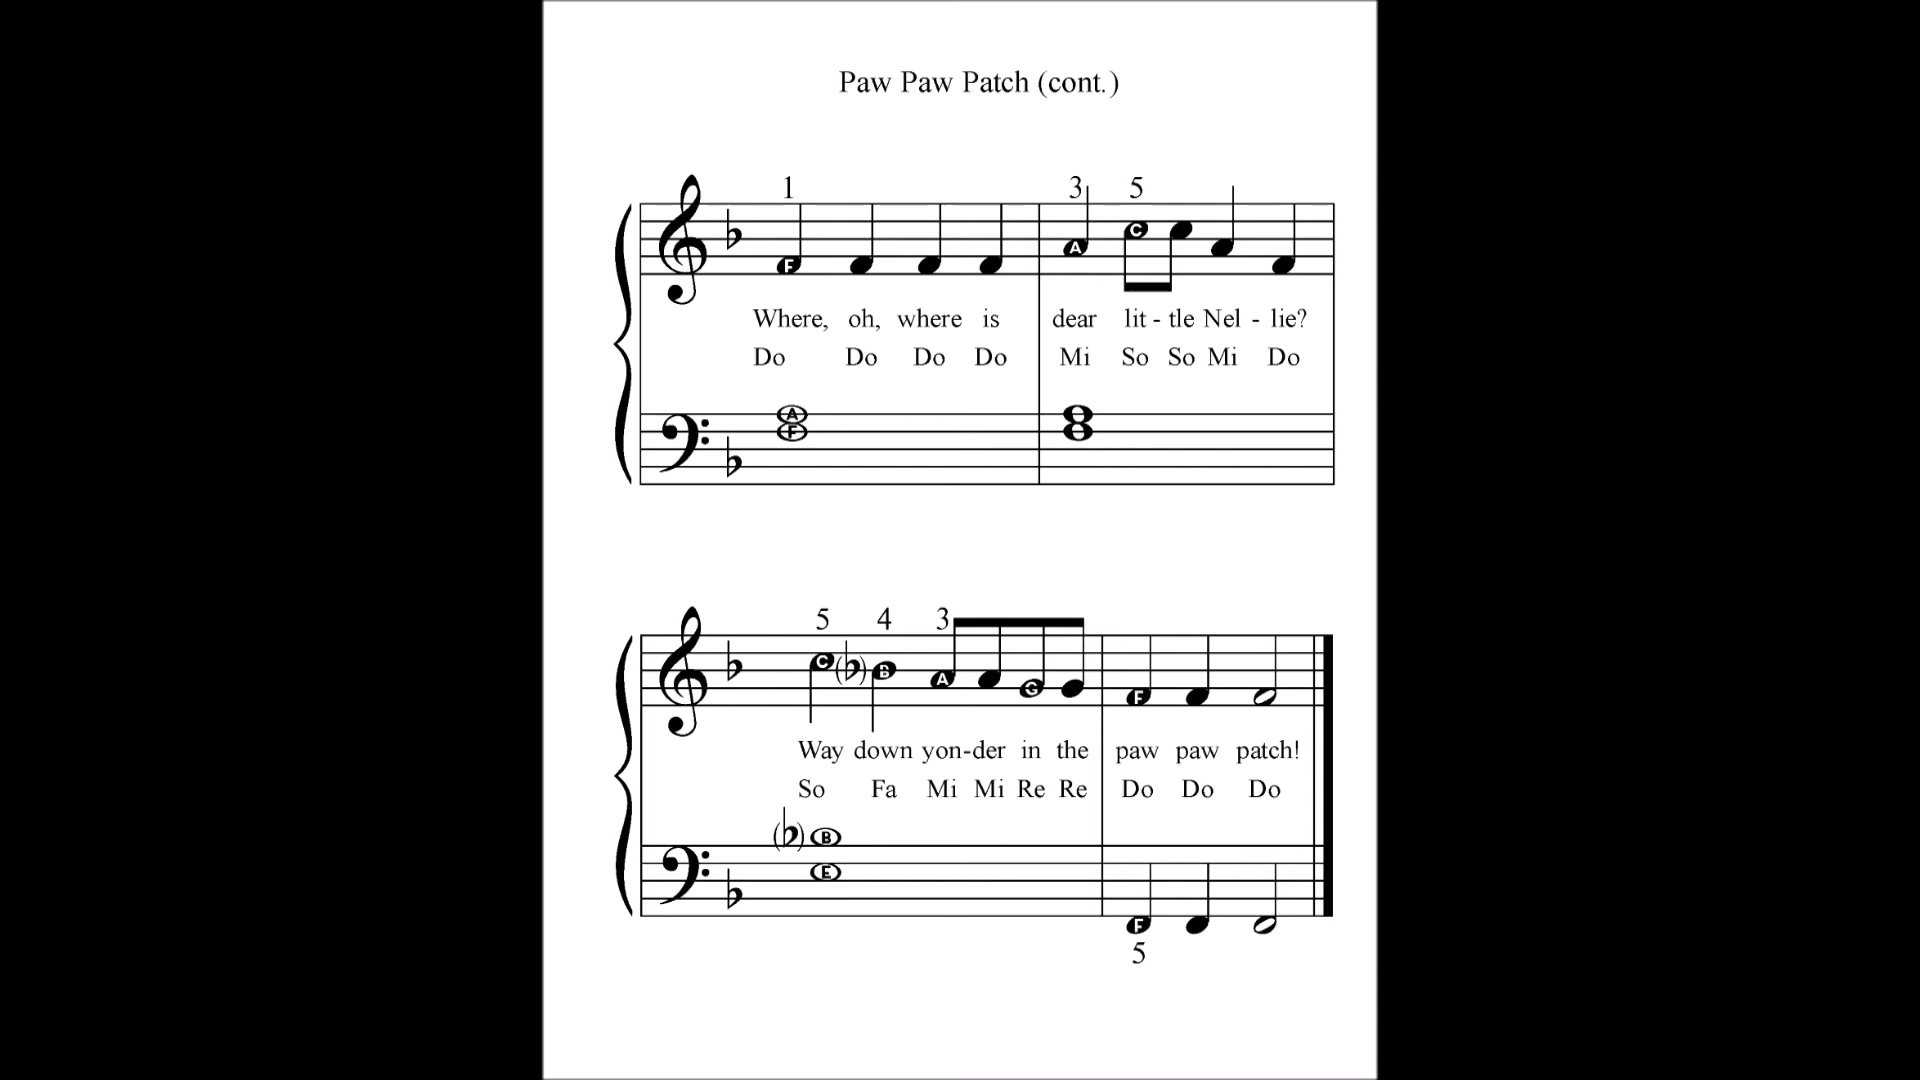 Paw Paw Patch (cont.)
1 3 5
F A C
Where, oh, where is dear lit - tle Nel - lie?
Do Do Do Do Mi So So Mi Do
A
F
5 4 3
C B A G F
Way down yon-der in the paw paw patch!
So Fa Mi Mi Re Re Do Do Do
B
E
F
5